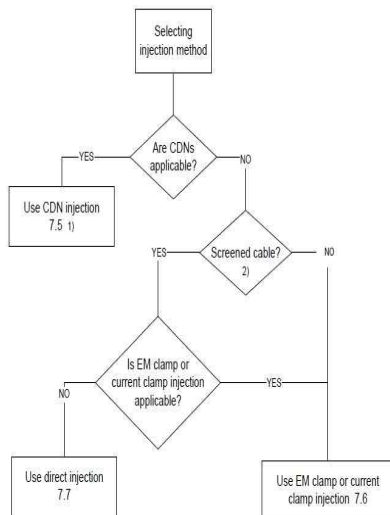 Selecting
injection method
Are CDNs
applicable?
YES
NO
Use CDN injection
7.5 1)
Screened cable?
2)
YES
NO
Is EM clamp or
current clamp injection
applicable?
NO
YES
Use direct injection
7.7
Use EM clamp or current
clamp injection 7.6